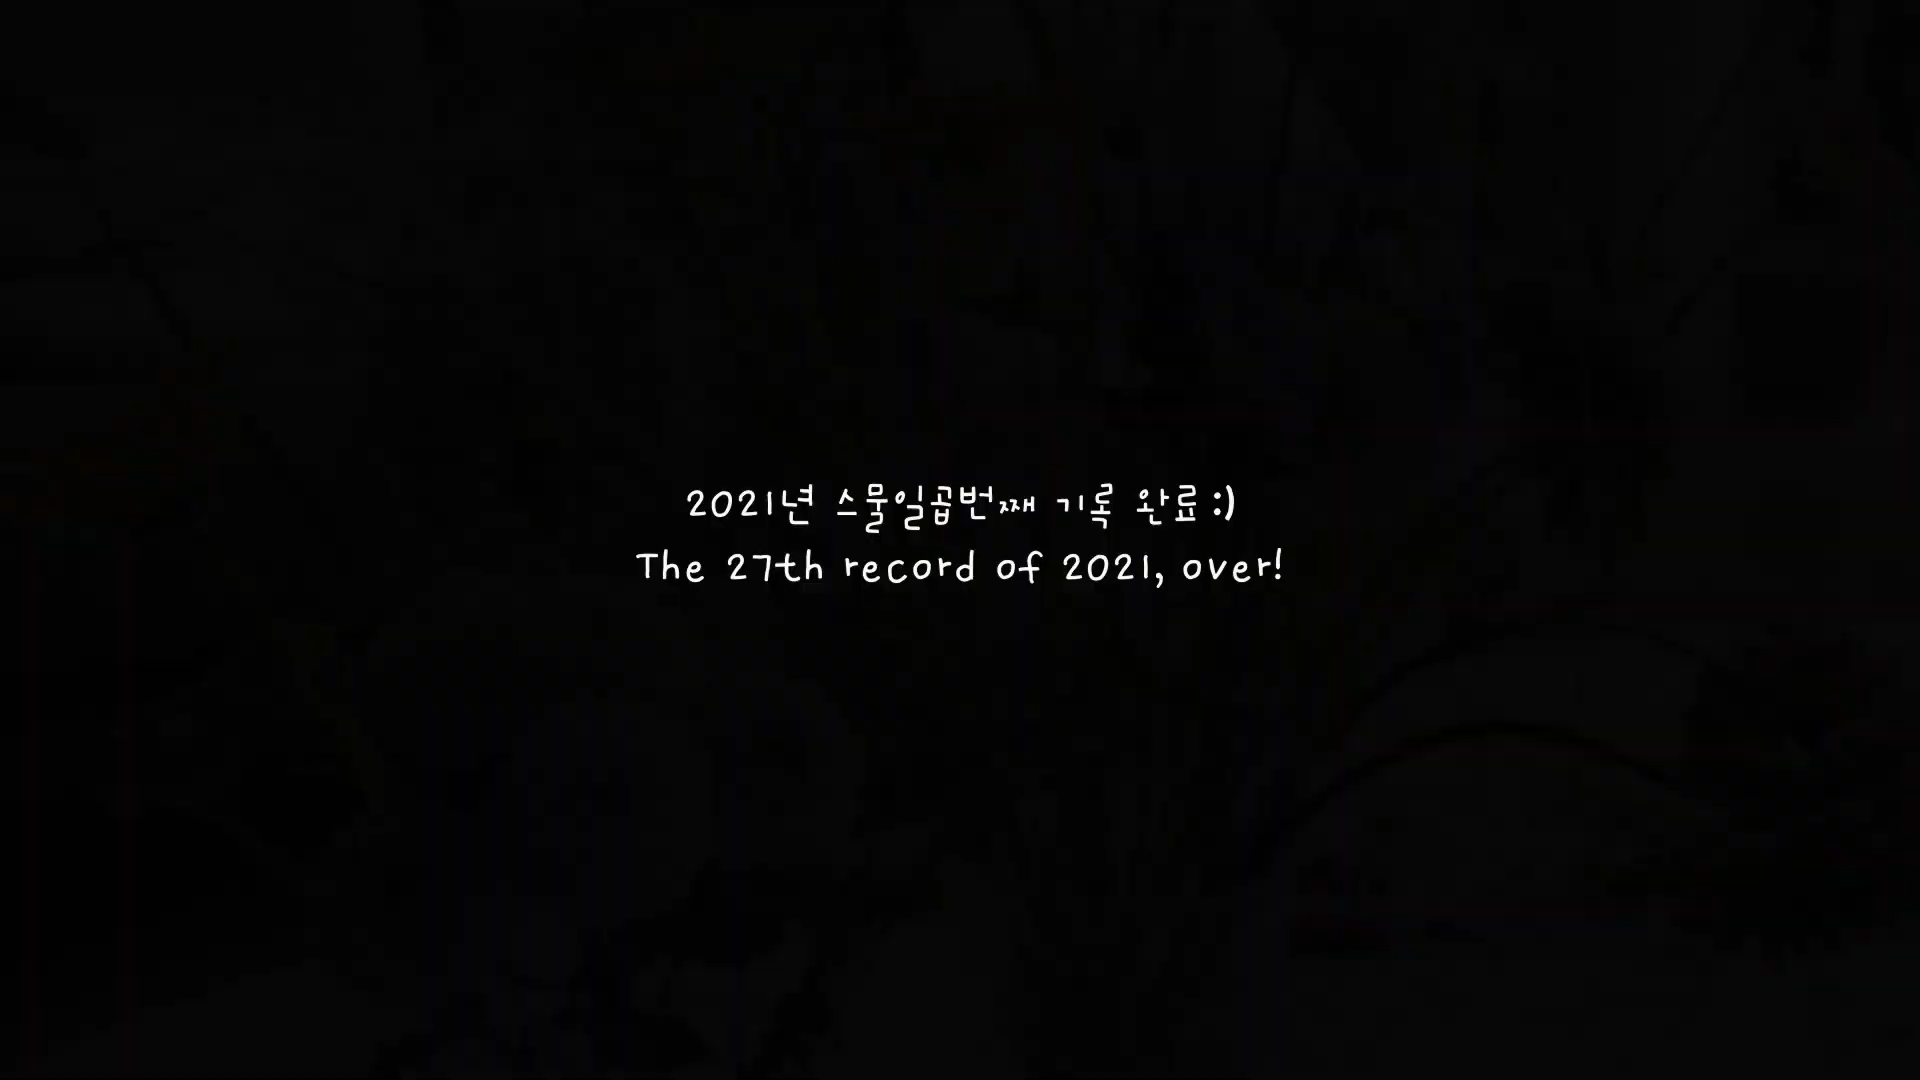 2021년 스물일곱번째 기록 완료 :)
The 27th record of 2021, over!